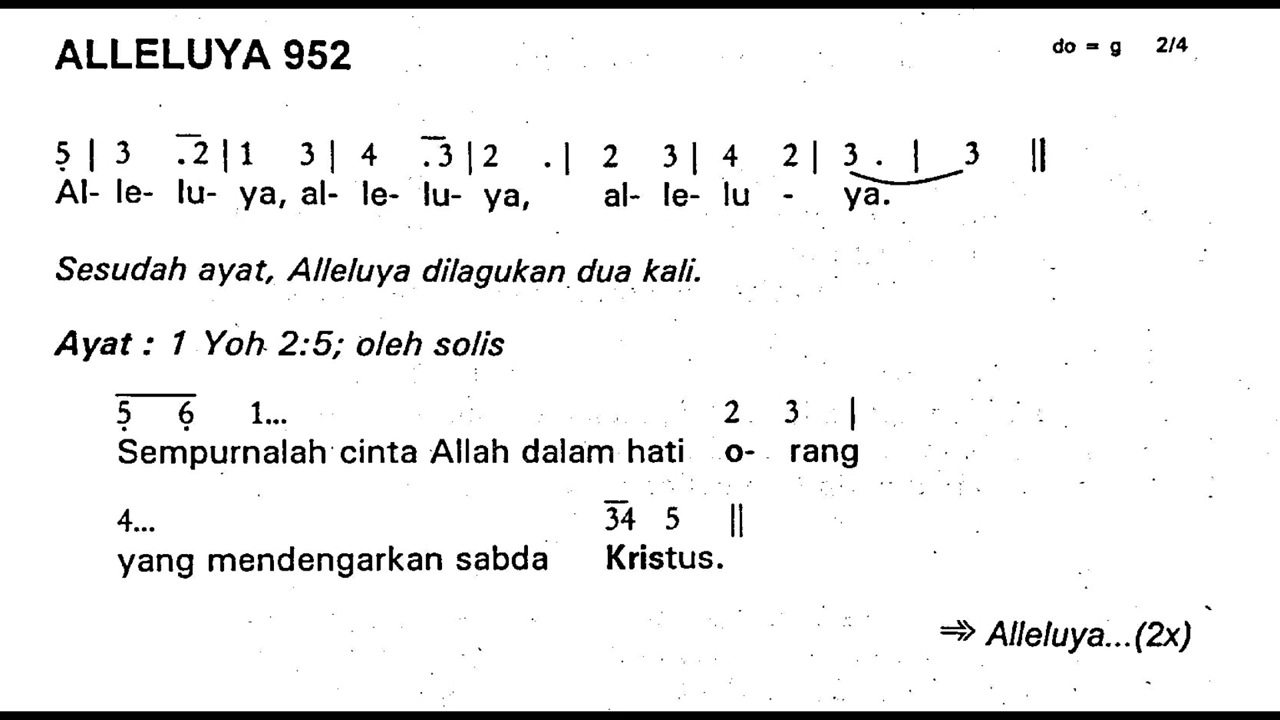 ALLELUYA 952 do = g 2/4
5̣ | 3 .2 | 1 3 | 4 .3 | 2 . | 2 3 | 4 2 | 3 . | 3 ||
Al- le- lu- ya, al- le- lu- ya, al- le- lu - ya.
Sesudah ayat, Alleluya dilagukan dua kali.
Ayat : 1 Yoh 2:5; oleh solis
5̣ 6̣ 1... 2 3 |
Sempurnalah cinta Allah dalam hati o- rang
4... 34 5 ||
yang mendengarkan sabda Kristus.
⇒ Alleluya...(2x)